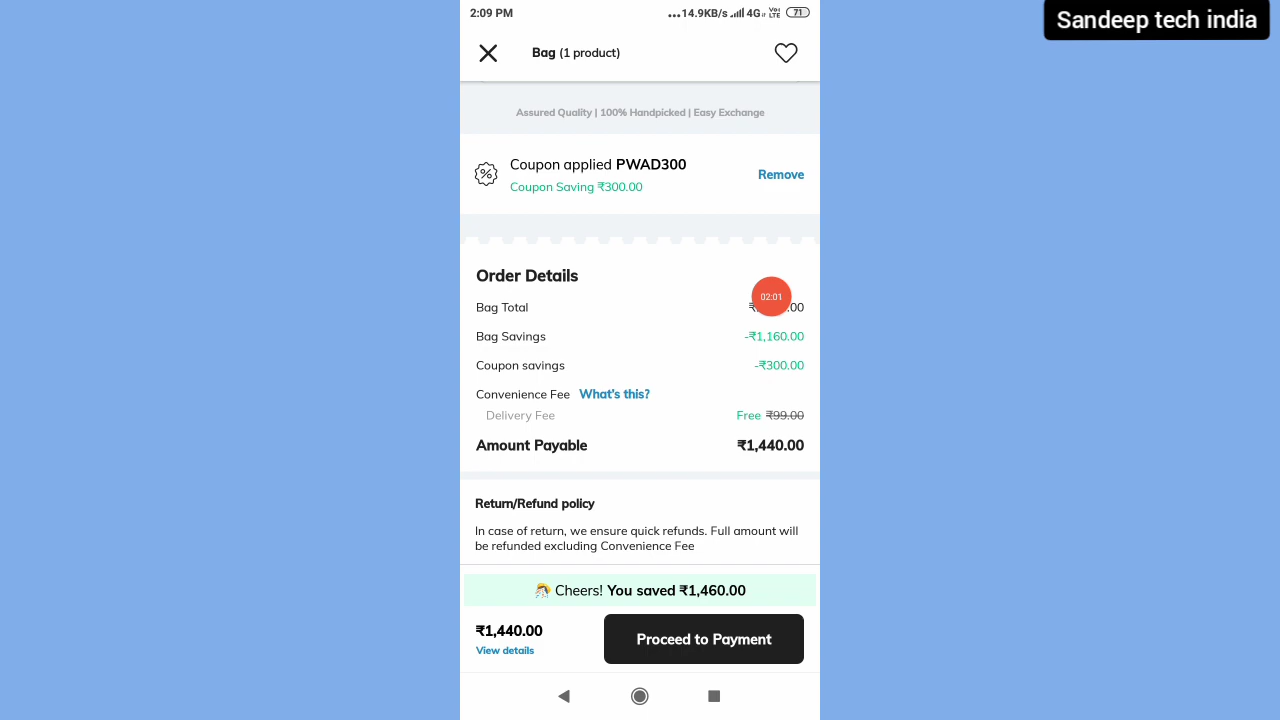 Sandeep tech india
2:09 PM
...14.9KB/s 4G Vo) LTE 71
Bag (1 product)
Assured Quality | 100% Handpicked | Easy Exchange
Coupon applied PWAD300
Coupon Saving ₹300.00
Remove
Order Details
02:01
Bag Total .00
Bag Savings -₹1,160.00
Coupon savings -₹300.00
Convenience Fee What's this?
Delivery Fee Free ₹99.00
Amount Payable ₹1,440.00
Return/Refund policy
In case of return, we ensure quick refunds. Full amount will
be refunded excluding Convenience Fee
Cheers! You saved ₹1,460.00
₹1,440.00
View details
Proceed to Payment